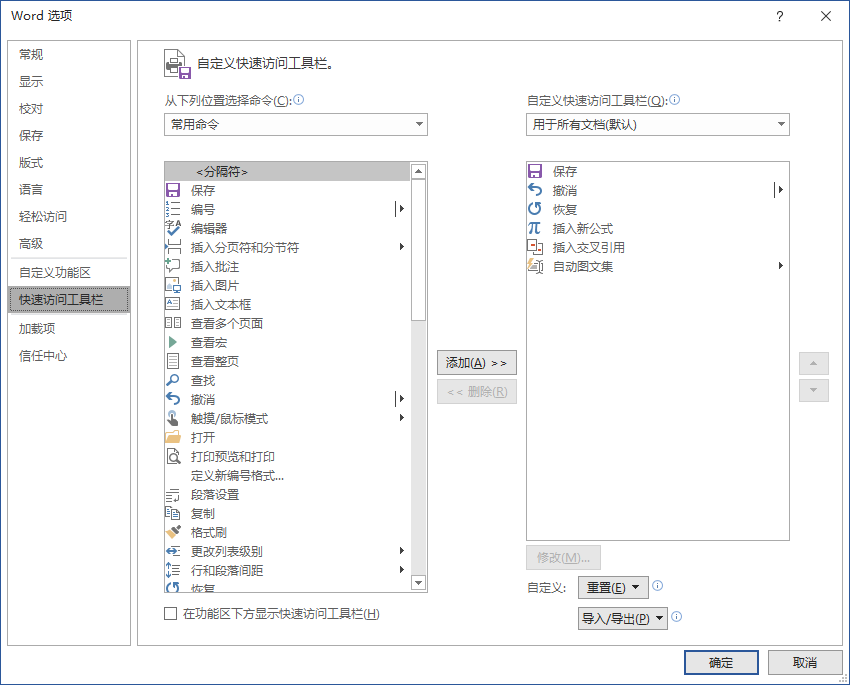 Word 选项
常规
显示
校对
保存
版式
语言
轻松访问
高级
自定义功能区
快速访问工具栏
加载项
信任中心
自定义快速访问工具栏。
从下列位置选择命令(C):
常用命令
<分隔符>
保存
编号
编辑器
插入分页符和分节符
插入批注
插入图片
插入文本框
查看多个页面
查看宏
查看整页
查找
撤消
触摸/鼠标模式
打开
打印预览和打印
定义新编号格式...
段落设置
复制
格式刷
更改列表级别
行和段落间距
恢复
在功能区下方显示快速访问工具栏(H)
添加(A) >>
<< 删除(R)
自定义快速访问工具栏(Q):
用于所有文档(默认)
保存
撤消
恢复
插入新公式
插入交叉引用
自动图文集
修改(M)...
自定义:
重置(E)
导入/导出(P)
确定
取消